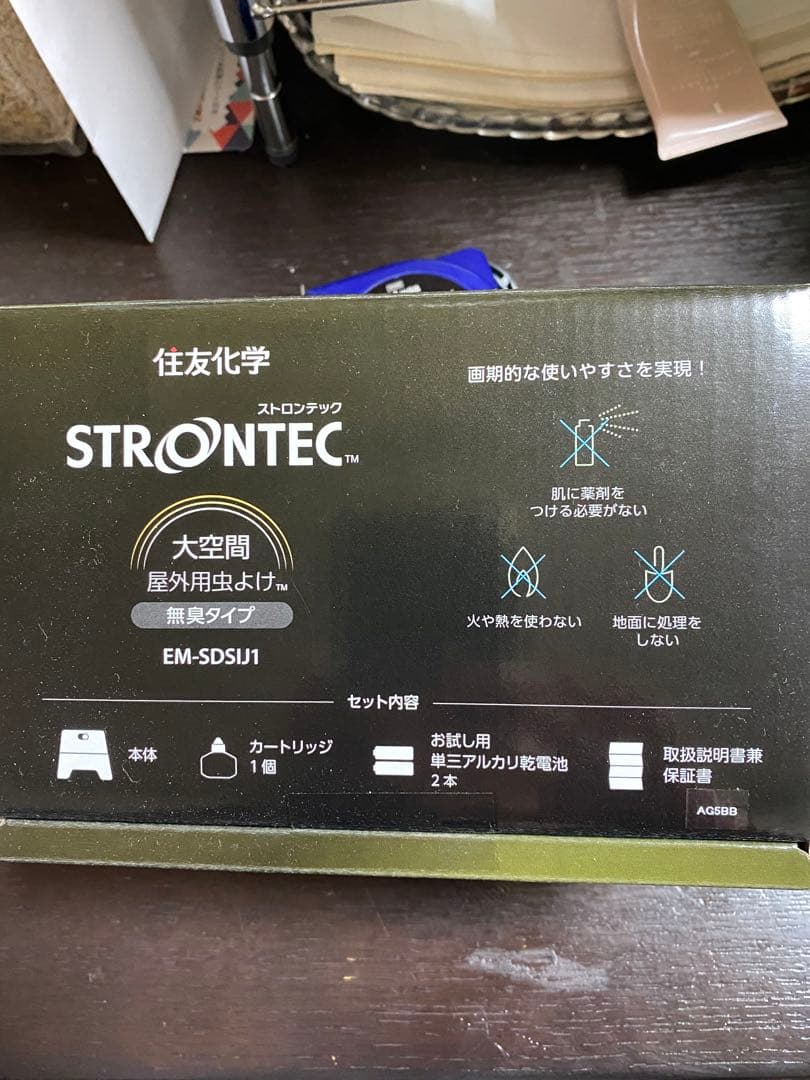 住友化学
ストロンテック
STRONTEC™
大空間
屋外用虫よけ™
無臭タイプ
EM-SDSIJ1
画期的な使いやすさを実現！
肌に薬剤を
つける必要がない
火や熱を使わない
地面に処理を
しない
セット内容
本体
カートリッジ
1個
お試し用
単三アルカリ乾電池
2本
取扱説明書兼
保証書
AG5BB